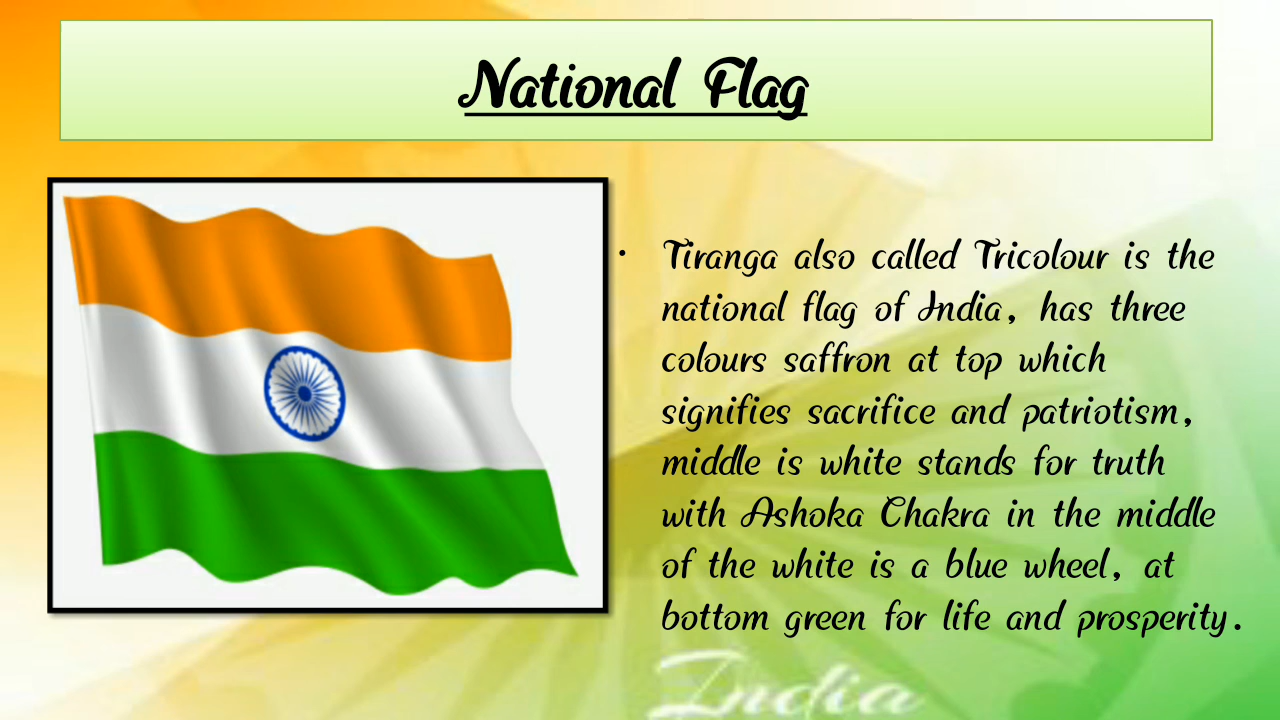 National Flag
• Tiranga also called Tricolour is the
national flag of India, has three
colours saffron at top which
signifies sacrifice and patriotism,
middle is white stands for truth
with Ashoka Chakra in the middle
of the white is a blue wheel, at
bottom green for life and prosperity.
India